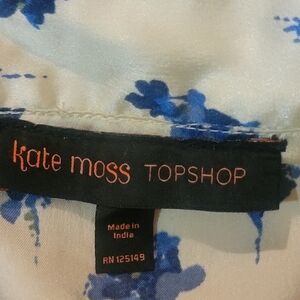 kate moss TOPSHOP
Made in
India
RN 125149